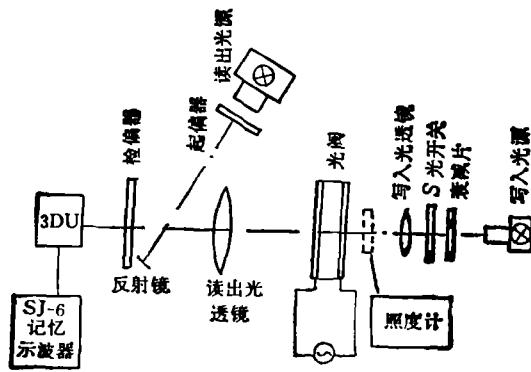 读出光源
起偏器
检偏器
3DU
反射镜
读出光
透镜
SJ-6
记忆
示波器
光阀
写入光透镜
S光开关
衰减片
写入光源
照度计